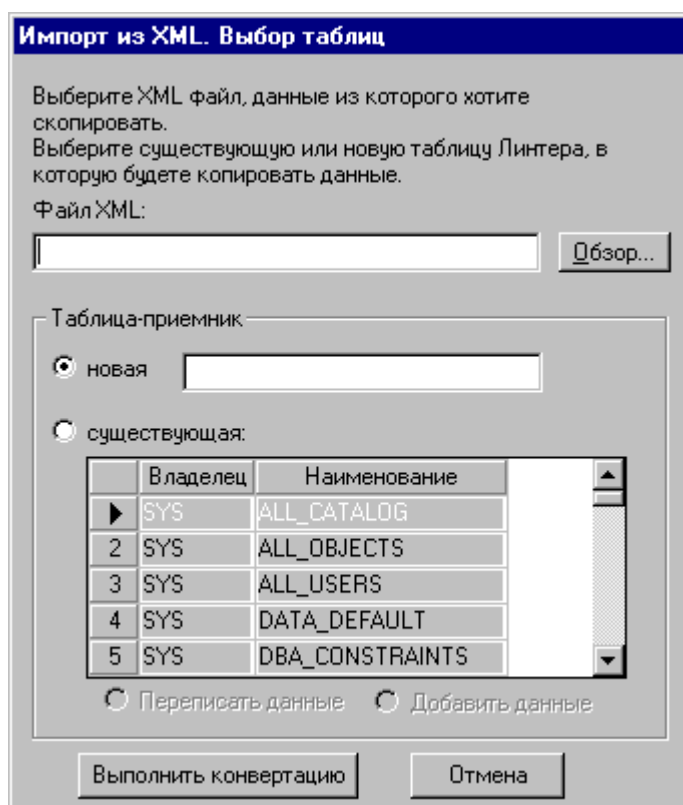 Импорт из XML. Выбор таблиц
Выберите XML файл, данные из которого хотите
скопировать.
Выберите существующую или новую таблицу Линтера, в
которую будете копировать данные.
Файл XML:
Обзор...
Таблица-приемник
новая
существующая:
Владелец Наименование
SYS ALL_CATALOG
2 SYS ALL_OBJECTS
3 SYS ALL_USERS
4 SYS DATA_DEFAULT
5 SYS DBA_CONSTRAINTS
Переписать данные Добавить данные
Выполнить конвертацию Отмена